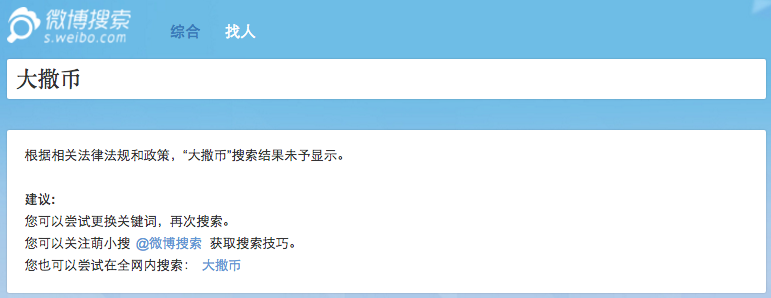 微博搜索
s.weibo.com
综合 找人
大撒币
根据相关法律法规和政策，“大撒币”搜索结果未予显示。
建议：
您可以尝试更换关键词，再次搜索。
您可以关注萌小搜 @微博搜索 获取搜索技巧。
您也可以尝试在全网内搜索： 大撒币